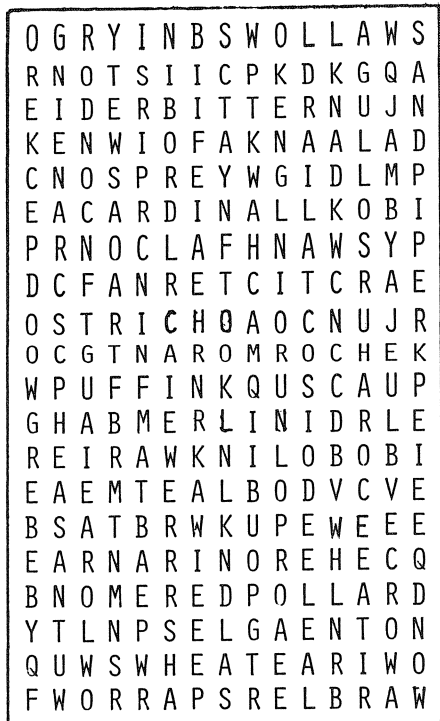 O G R Y I N B S W O L L A W S
R N O T S I I C P K D K G Q A
E I D E R B I T T E R N U J N
K E N W I O F A K N A A L A D
C N O S P R E Y W G I D L M P
E A C A R D I N A L L K O B I
P R N O C L A F H N A W S Y P
D C F A N R E T C I T C R A E
O S T R I C H O A O C N U J R
O C G T N A R O M R O C H E K
W P U F F I N K Q U S C A U P
G H A B M E R L I N I D R L E
R E I R A W K N I L O B O B I
E A E M T E A L B O D V C V E
B S A T B R W K U P E W E E E
E A R N A R I N O R E H E C Q
B N O M E R E D P O L L A R D
Y T L N P S E L G A E N T O N
Q U W S W H E A T E A R I W O
F W O R R A P S R E L B R A W